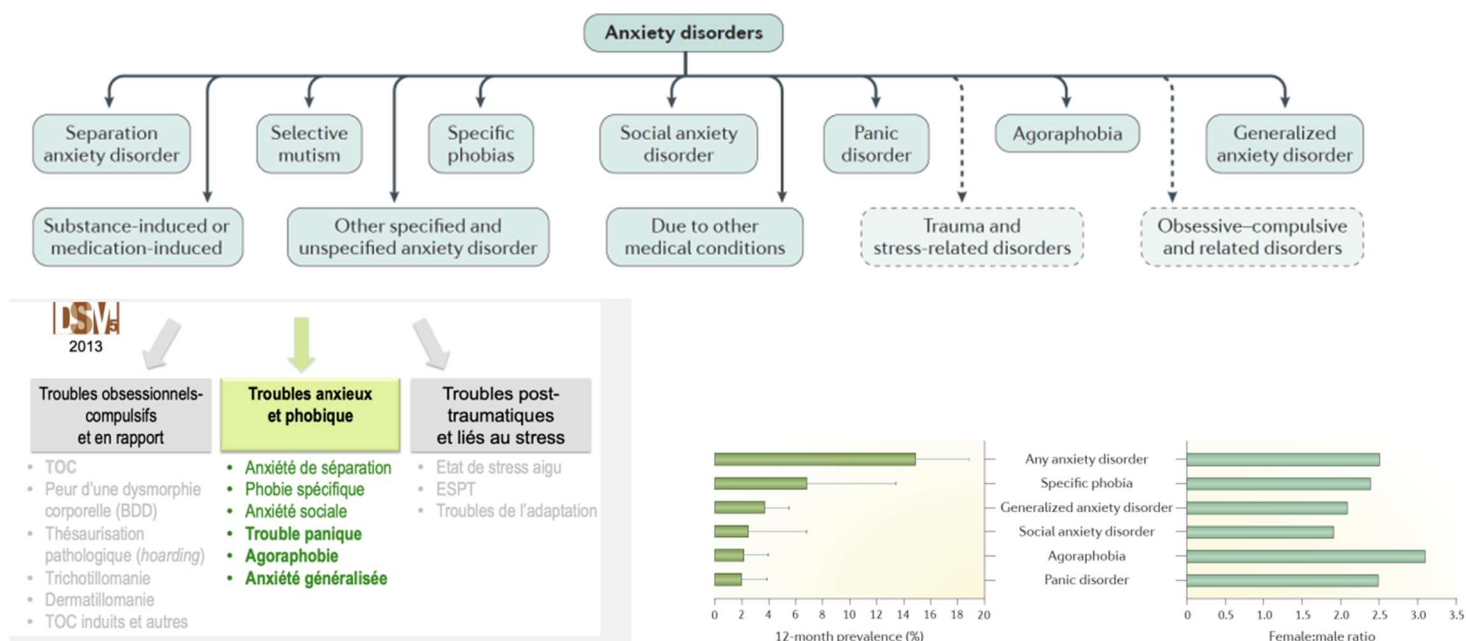 Anxiety disorders
Separation
anxiety disorder
Selective
mutism
Specific
phobias
Social anxiety
disorder
Panic
disorder
Agoraphobia
Generalized
anxiety disorder
Substance-induced or
medication-induced
Other specified and
unspecified anxiety disorder
Due to other
medical conditions
Trauma and
stress-related disorders
Obsessive–compulsive
and related disorders
DSM5
2013
Troubles obsessionnels-
compulsifs
et en rapport
• TOC
• Peur d’une dysmorphie
corporelle (BDD)
• Thésaurisation
pathologique (hoarding)
• Trichotillomanie
• Dermatillomanie
• TOC induits et autres
Troubles anxieux
et phobique
• Anxiété de séparation
• Phobie spécifique
• Anxiété sociale
• Trouble panique
• Agoraphobie
• Anxiété généralisée
Troubles post-
traumatiques
et liés au stress
• Etat de stress aigu
• ESPT
• Troubles de l’adaptation
Any anxiety disorder
Specific phobia
Generalized anxiety disorder
Social anxiety disorder
Agoraphobia
Panic disorder
0 2 4 6 8 10 12 14 16 18 20
12-month prevalence (%)
0 0.5 1.0 1.5 2.0 2.5 3.0 3.5
Female:male ratio